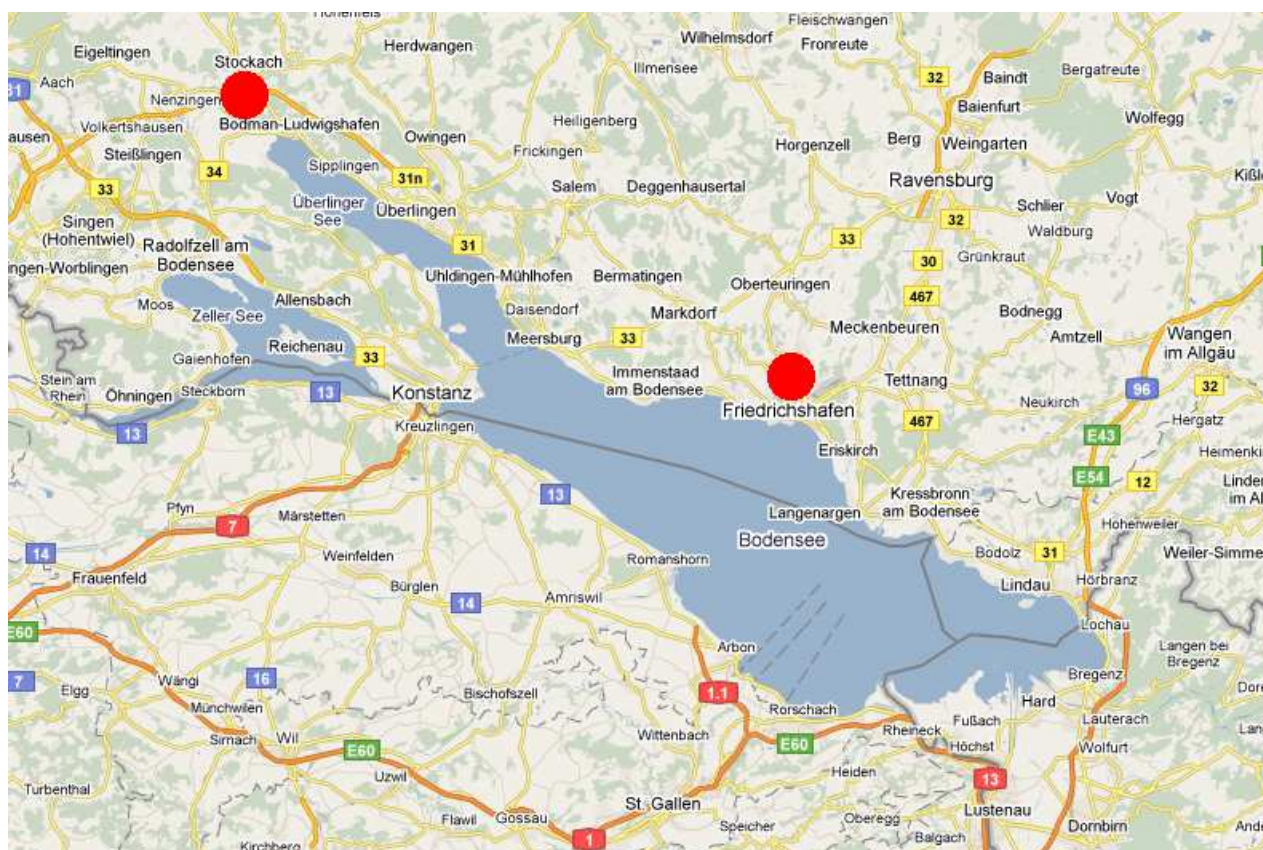 Fleischwangen
Hohenfels
Wilhelmsdorf
Fronreute
Herdwangen
Eigeltingen
Stockach
Illmensee
Bergatreute
32
Baindt
Aach
31
Nenzingen
Baienfurt
Wolfegg
Volkertshausen
Bodman-Ludwigshafen
Heiligenberg
hausen
Owingen
Berg
Weingarten
Steißlingen
Frickingen
Horgenzell
Sipplingen
34
31n
Ravensburg
33
Salem
Deggenhausertal
Kißle
Überlinger
See
Überlingen
Vogt
Schlier
Singen
(Hohentwiel)
32
Waldburg
33
31
Radolfzell am
Bodensee
30
Grünkraut
ngen-Worblingen
Uhldingen-Mühlhofen
Bermatingen
Oberteuringen
467
Moos
Allensbach
Daisendorf
Markdorf
Bodnegg
Zeller See
Meckenbeuren
Amtzell
Wangen
im Allgäu
Meersburg
33
Reichenau
33
Gaienhofen
Immenstaad
am Bodensee
Stein am
Rhein
Öhningen
Steckborn
13
Konstanz
Tettnang
96
32
Neukirch
Friedrichshafen
Kreuzlingen
467
Hergatz
13
E43
Eriskirch
Heimenki
E54
12
Linden
im Al
13
Kressbronn
am Bodensee
Pfyn
Märstetten
Langenargen
7
Hohenweiler
Bodensee
14
Weinfelden
Romanshorn
Bodolz
31
Weiler-Simme
Frauenfeld
Bürglen
Lindau
Hörbranz
14
Amriswil
E60
Lochau
Arbon
Langen bei
Bregenz
7
Elgg
Wängi
16
Bischofszell
1.1
Bregenz
Münchwilen
Rorschach
Hard
Sirnach
Wil
Wittenbach
Fußach
Lauterach
E60
E60
Rheineck
Höchst
Wolfurt
Uzwil
Heiden
13
Turbenthal
St. Gallen
Lustenau
Flawil
Gossau
Oberegg
Speicher
Dornbirn
1
Balgach
Kirchberg